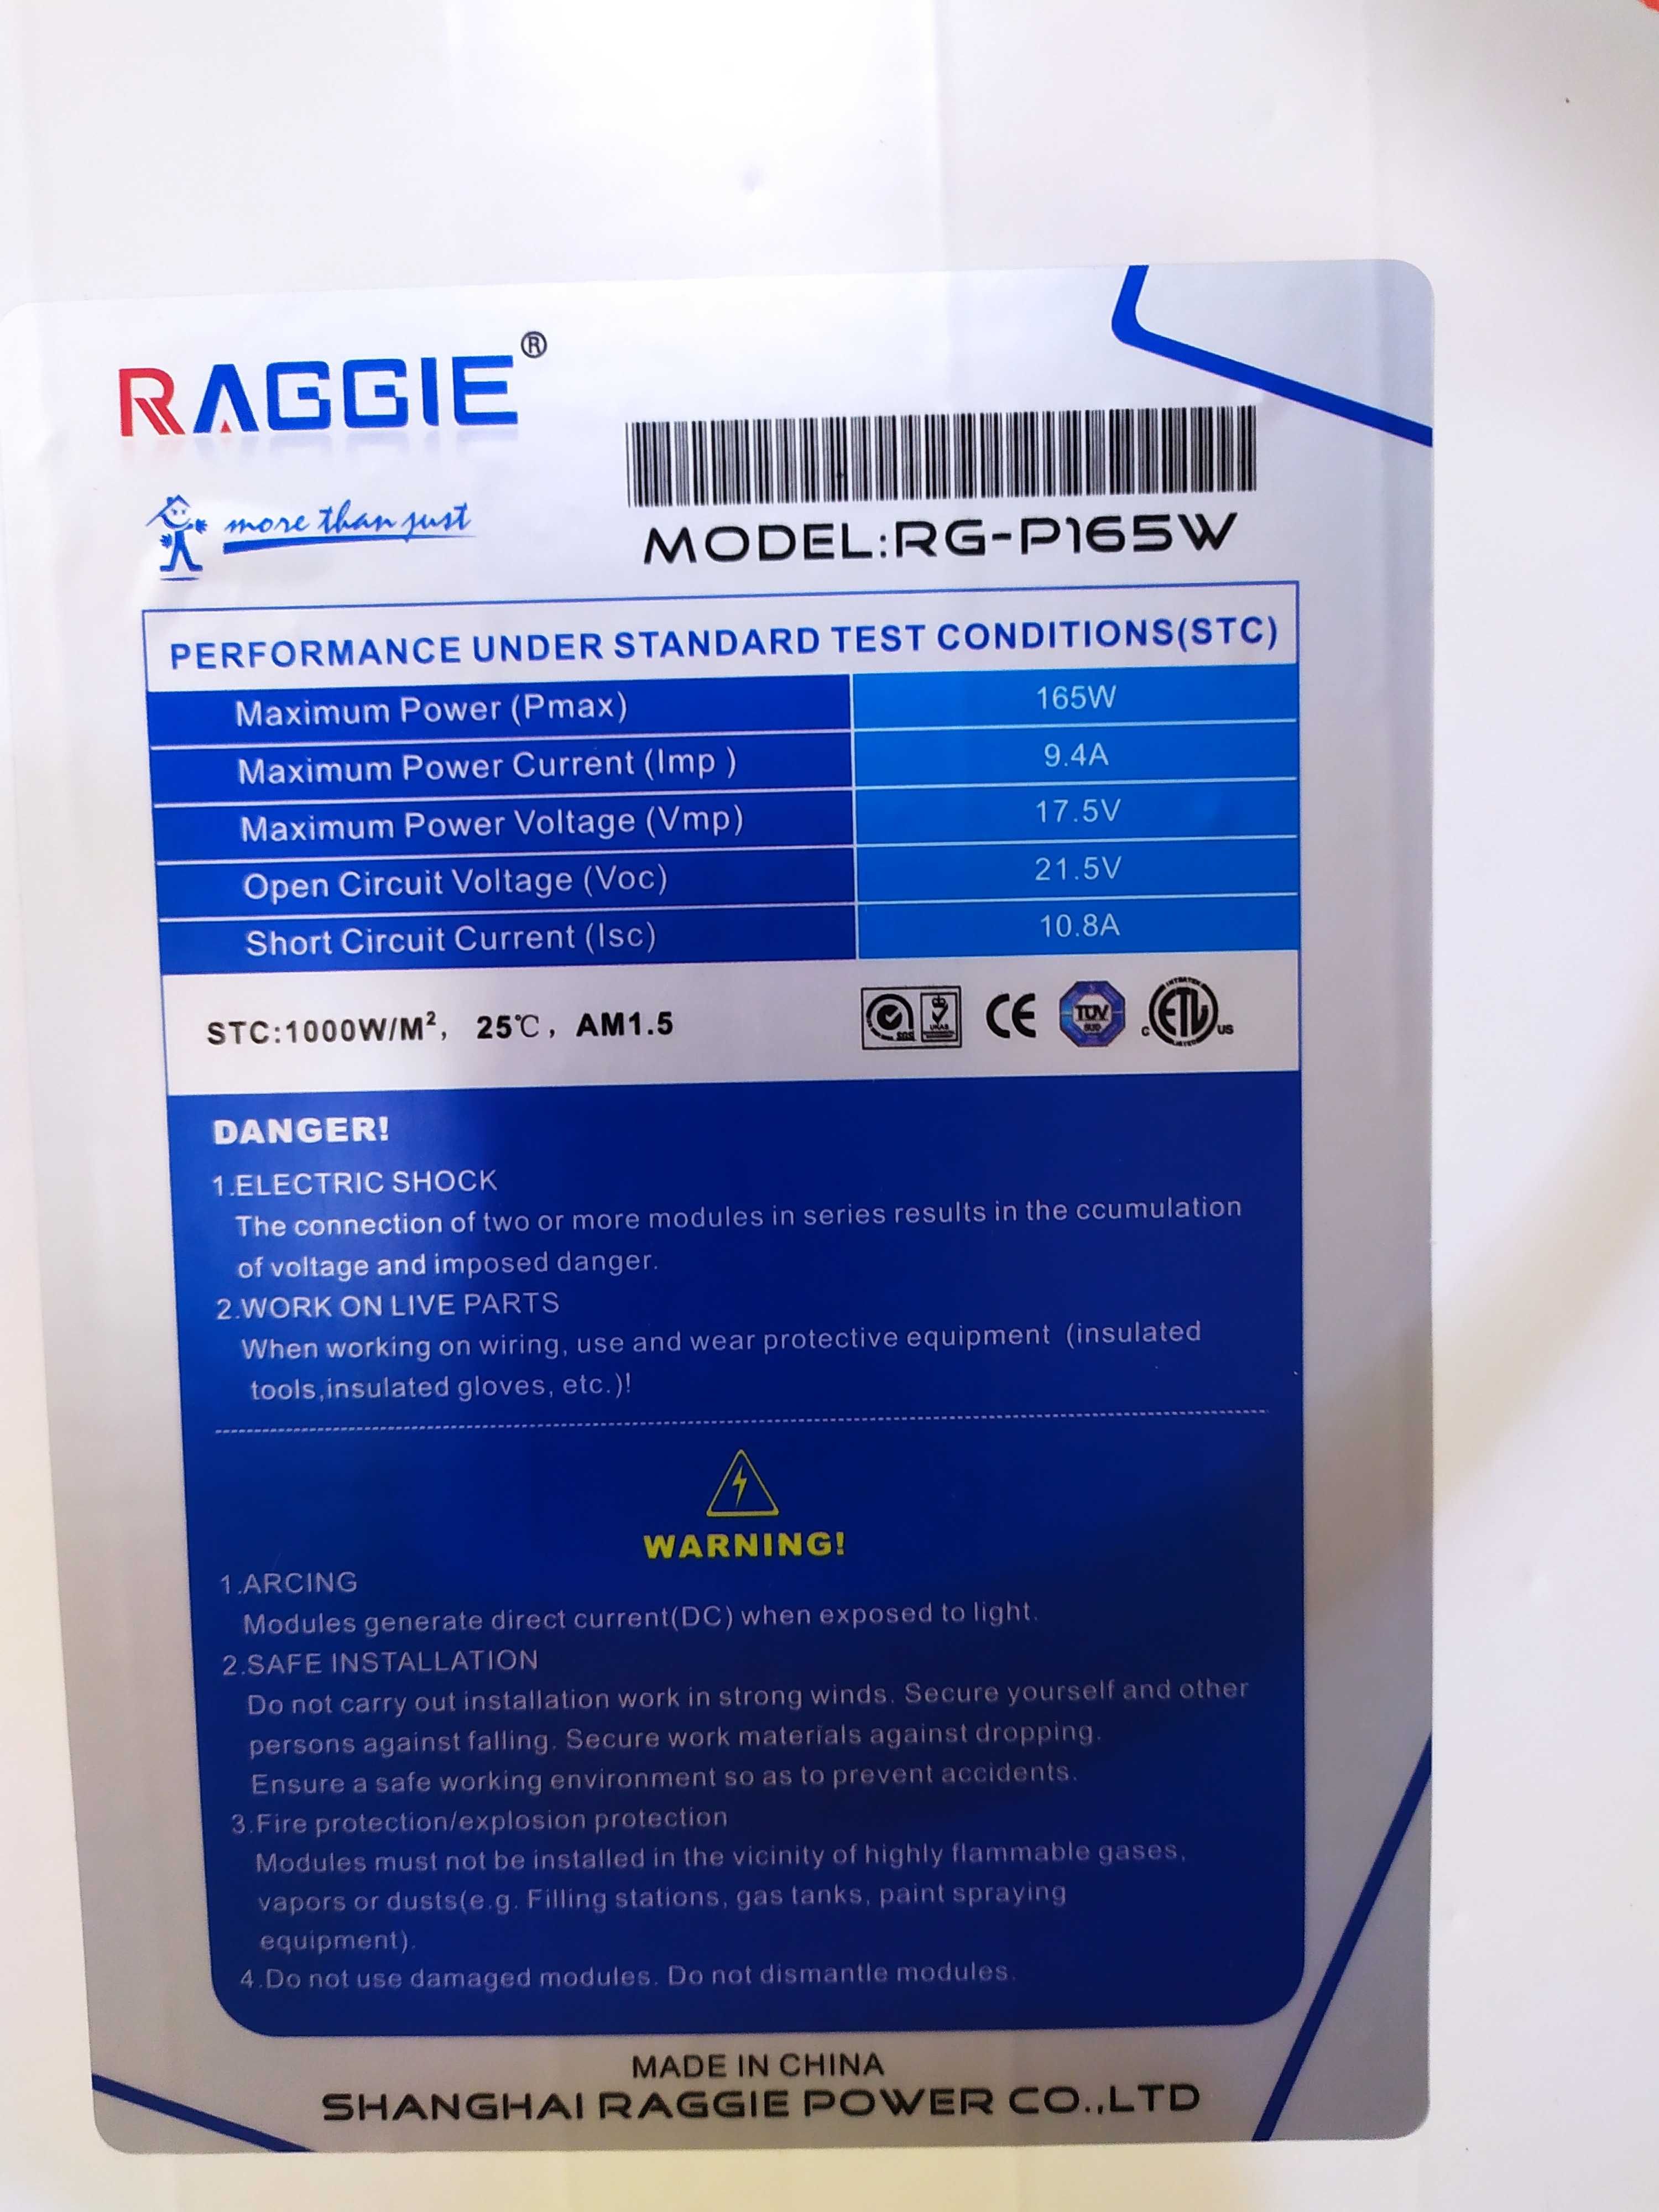 RAGGIE®
more than just
MODEL:RG-P165W
PERFORMANCE UNDER STANDARD TEST CONDITIONS(STC)
Maximum Power (Pmax) 165W
Maximum Power Current (Imp ) 9.4A
Maximum Power Voltage (Vmp) 17.5V
Open Circuit Voltage (Voc) 21.5V
Short Circuit Current (Isc) 10.8A
STC:1000W/M², 25℃, AM1.5
SGS UKAS CE TÜV SÜD c ETL us INTERTEK
DANGER!
1.ELECTRIC SHOCK
The connection of two or more modules in series results in the ccumulation
of voltage and imposed danger.
2.WORK ON LIVE PARTS
When working on wiring, use and wear protective equipment (insulated
tools,insulated gloves, etc.)!
WARNING!
1.ARCING
Modules generate direct current(DC) when exposed to light.
2.SAFE INSTALLATION
Do not carry out installation work in strong winds. Secure yourself and other
persons against falling. Secure work materials against dropping.
Ensure a safe working environment so as to prevent accidents.
3.Fire protection/explosion protection
Modules must not be installed in the vicinity of highly flammable gases,
vapors or dusts(e.g. Filling stations, gas tanks, paint spraying
equipment).
4.Do not use damaged modules. Do not dismantle modules.
MADE IN CHINA
SHANGHAI RAGGIE POWER CO.,LTD